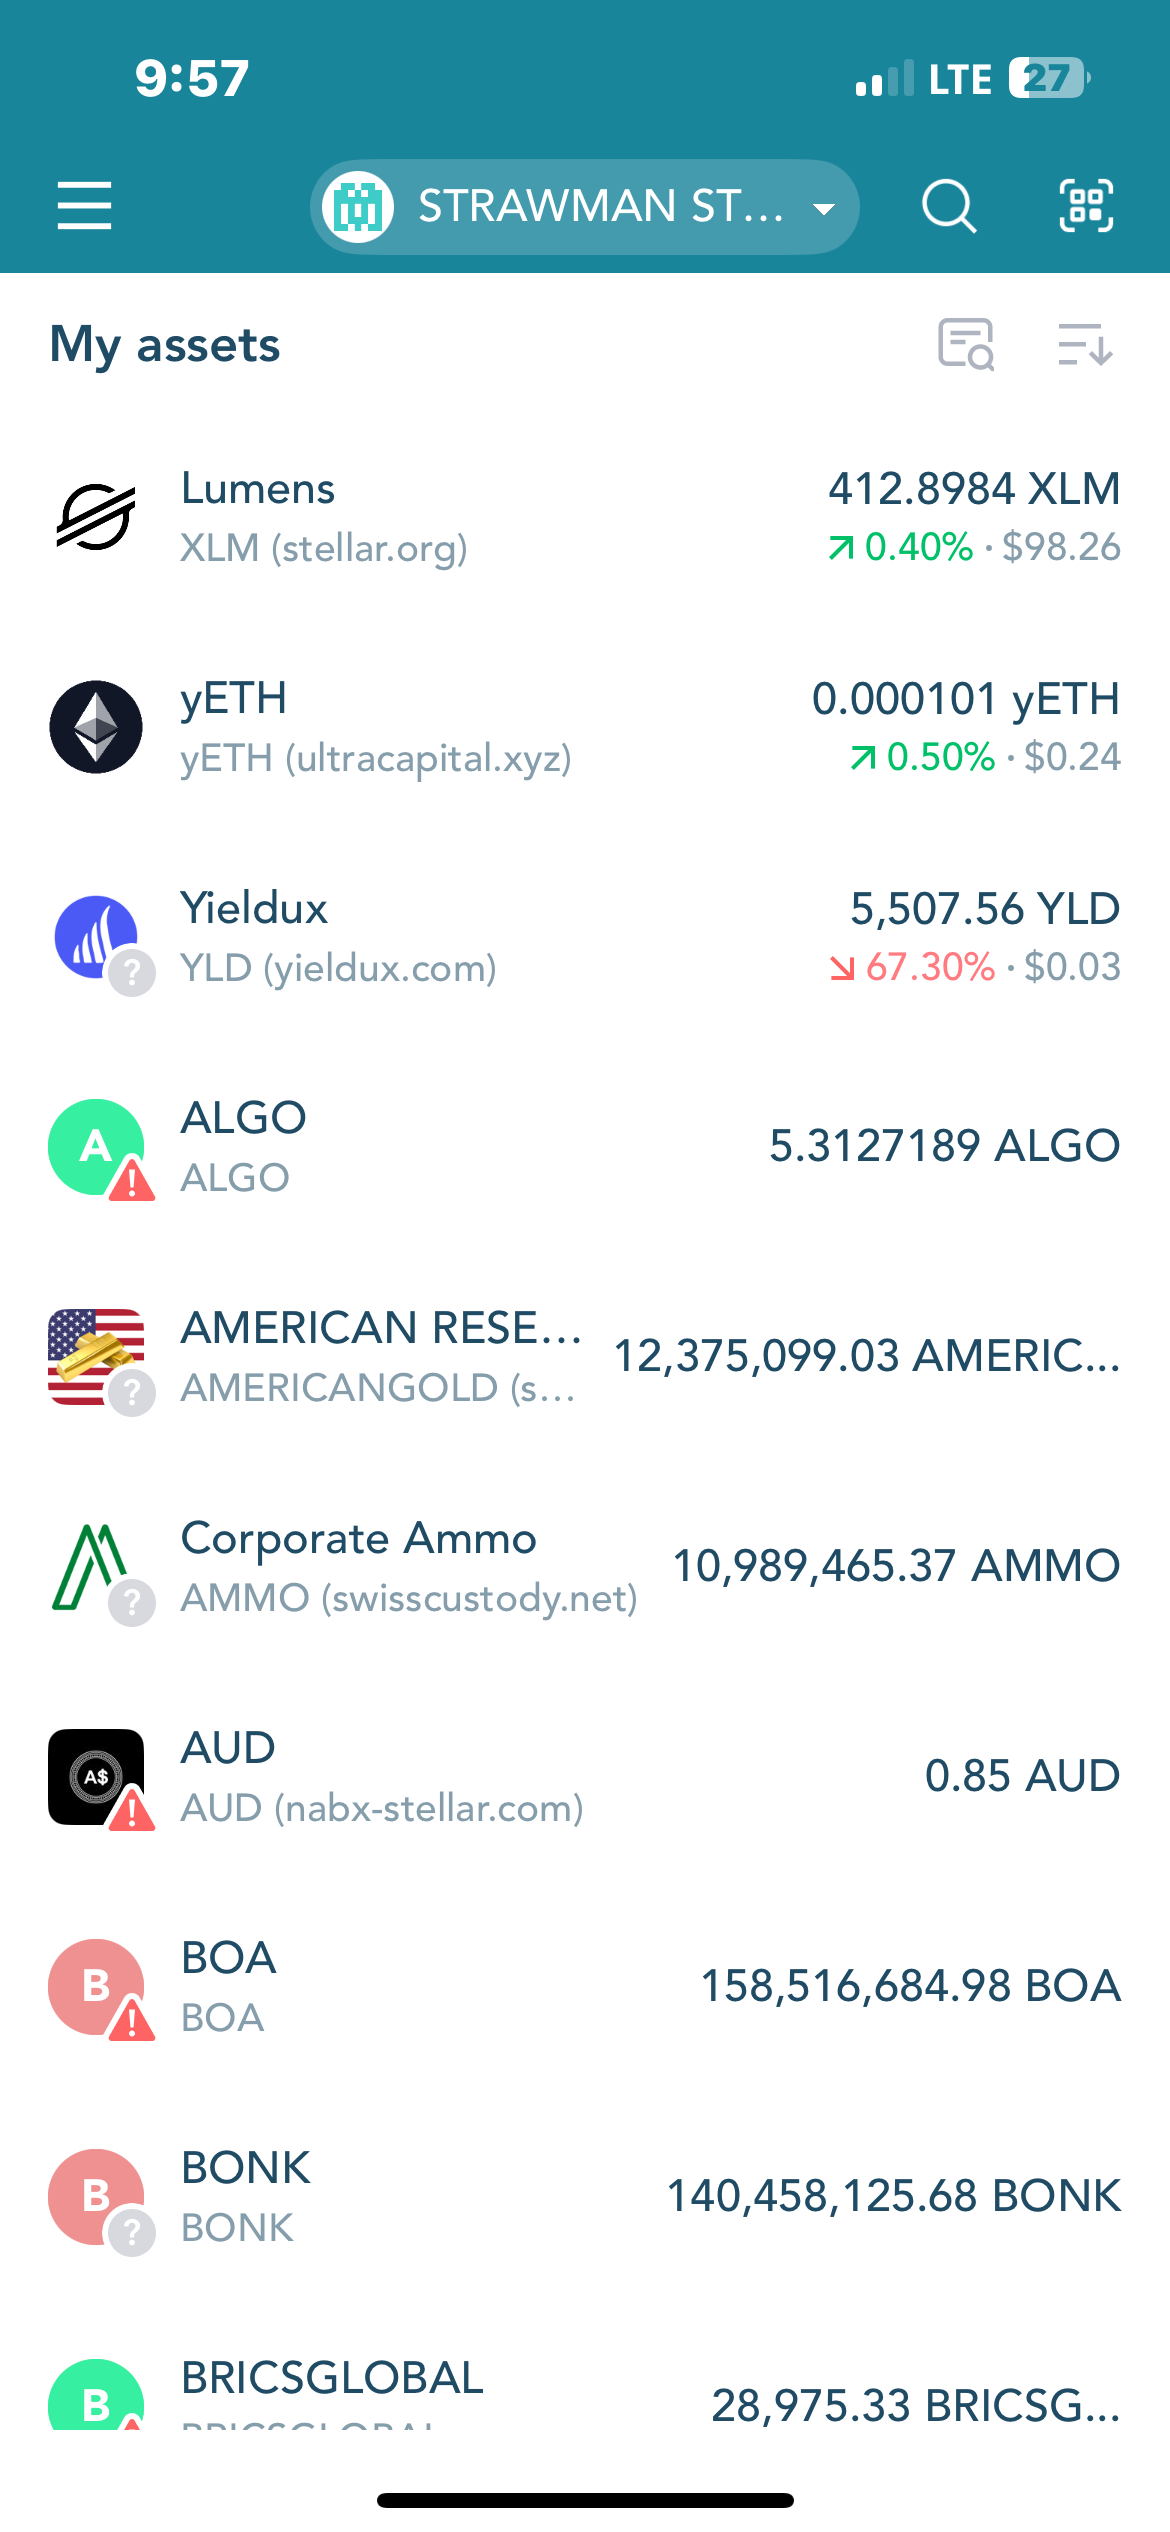 9:57
LTE 27
STRAWMAN ST...
My assets
Lumens
412.8984 XLM
XLM (stellar.org)
0.40% · $98.26
yETH
0.000101 yETH
yETH (ultracapital.xyz)
0.50% · $0.24
Yieldux
5,507.56 YLD
?
YLD (yieldux.com)
67.30% · $0.03
A
!
ALGO
ALGO
5.3127189 ALGO
?
AMERICAN RESE...
AMERICANGOLD (s...
12,375,099.03 AMERIC...
?
Corporate Ammo
AMMO (swisscustody.net)
10,989,465.37 AMMO
A$
!
AUD
AUD (nabx-stellar.com)
0.85 AUD
B
!
BOA
BOA
158,516,684.98 BOA
B
?
BONK
BONK
140,458,125.68 BONK
B
BRICSGLOBAL
BRICSGLOBAL
28,975.33 BRICSG...